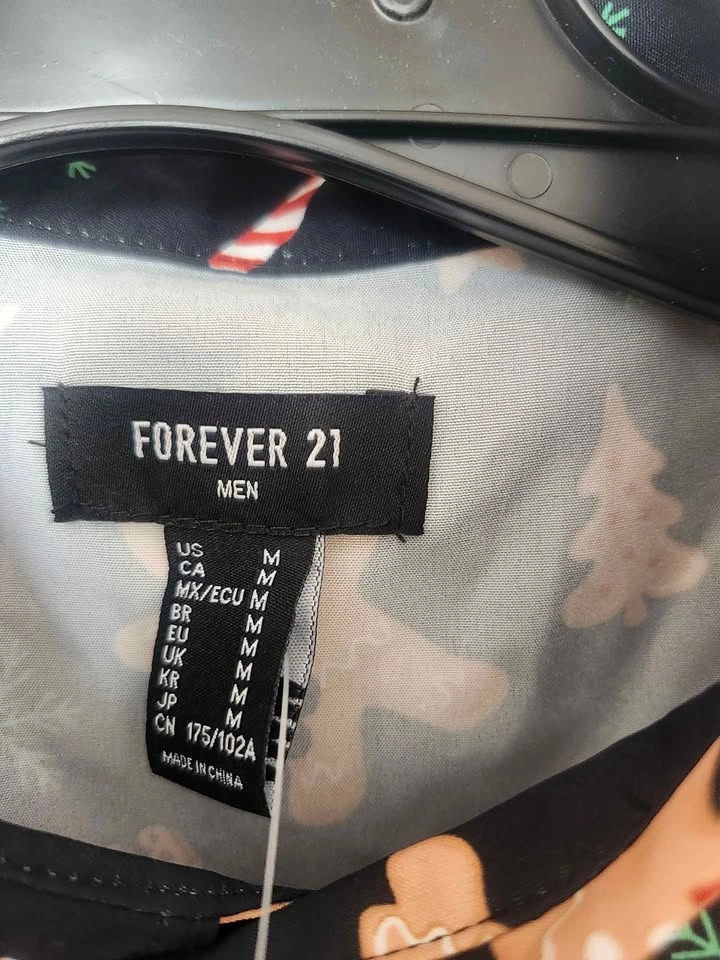 FOREVER 21
MEN
US M
CA M
MX/ECU M
BR M
EU M
UK M
KR M
JP M
CN 175/102A
MADE IN CHINA